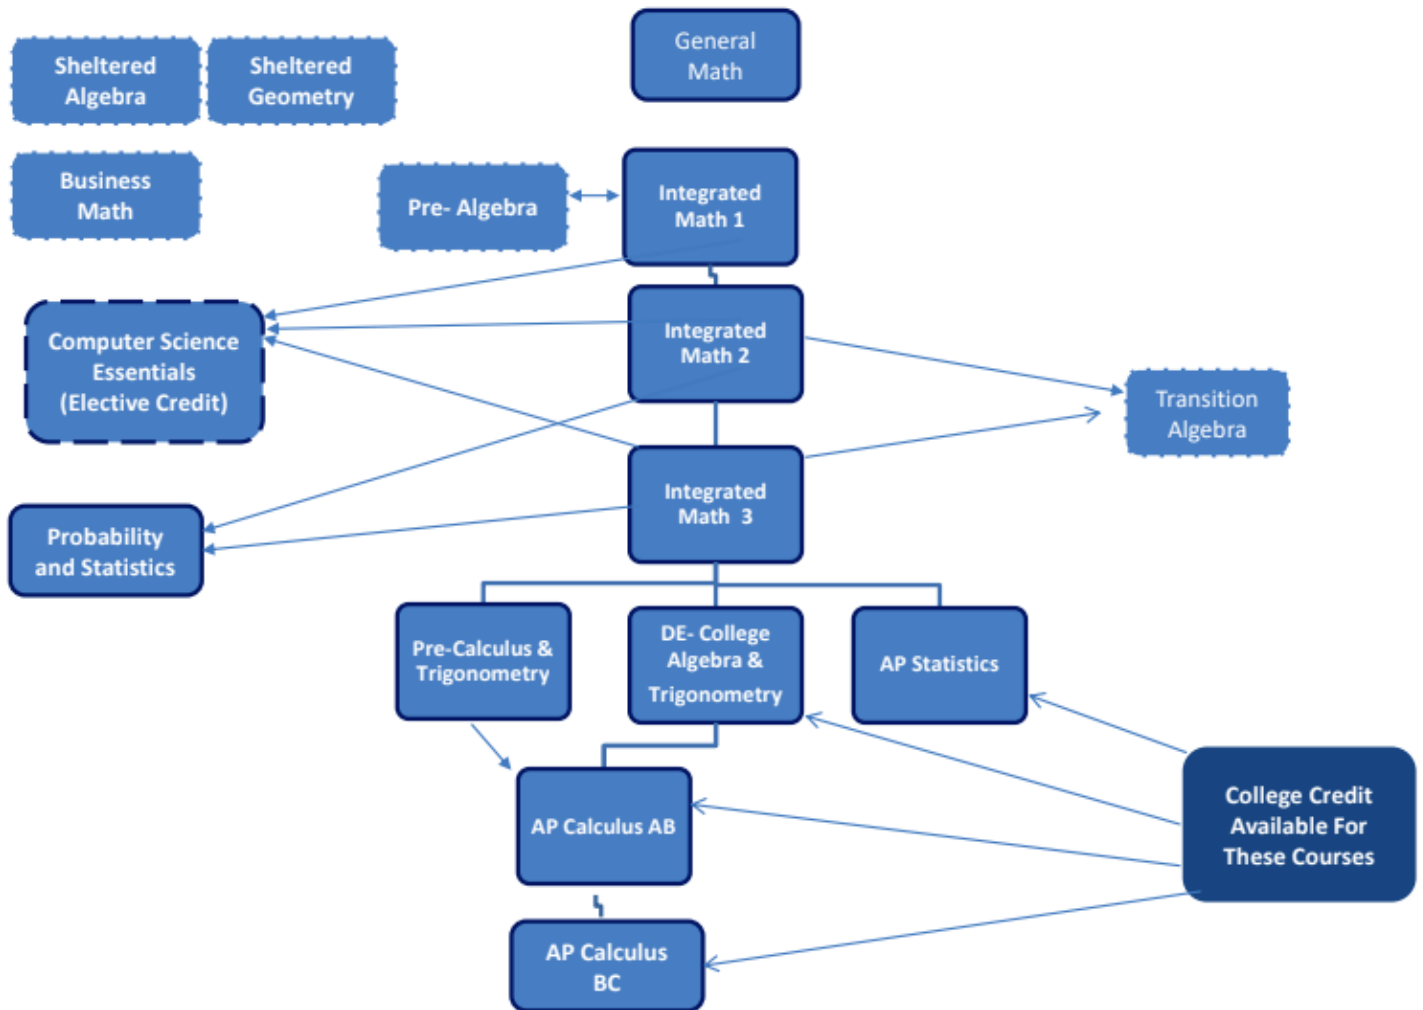 General
Math
Sheltered
Algebra
Sheltered
Geometry
Business
Math
Pre- Algebra
Integrated
Math 1
Computer Science
Essentials
(Elective Credit)
Integrated
Math 2
Transition
Algebra
Integrated
Math  3
Probability
and Statistics
Pre-Calculus &
Trigonometry
DE- College
Algebra &
Trigonometry
AP Statistics
AP Calculus AB
College Credit
Available For
These Courses
AP Calculus
BC